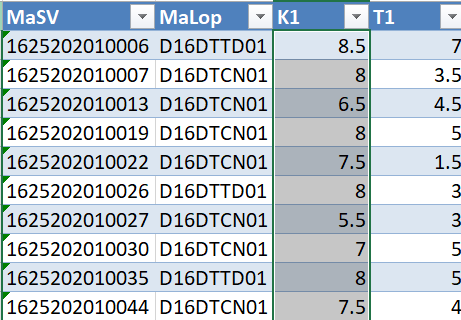 MaSV MaLop K1 T1
1625202010006 D16DTTD01 8.5 7
1625202010007 D16DTCN01 8 3.5
1625202010013 D16DTCN01 6.5 4.5
1625202010019 D16DTCN01 8 5
1625202010022 D16DTCN01 7.5 1.5
1625202010026 D16DTTD01 8 3
1625202010027 D16DTCN01 5.5 3
1625202010030 D16DTCN01 7 5
1625202010035 D16DTTD01 8 5
1625202010044 D16DTCN01 7.5 4